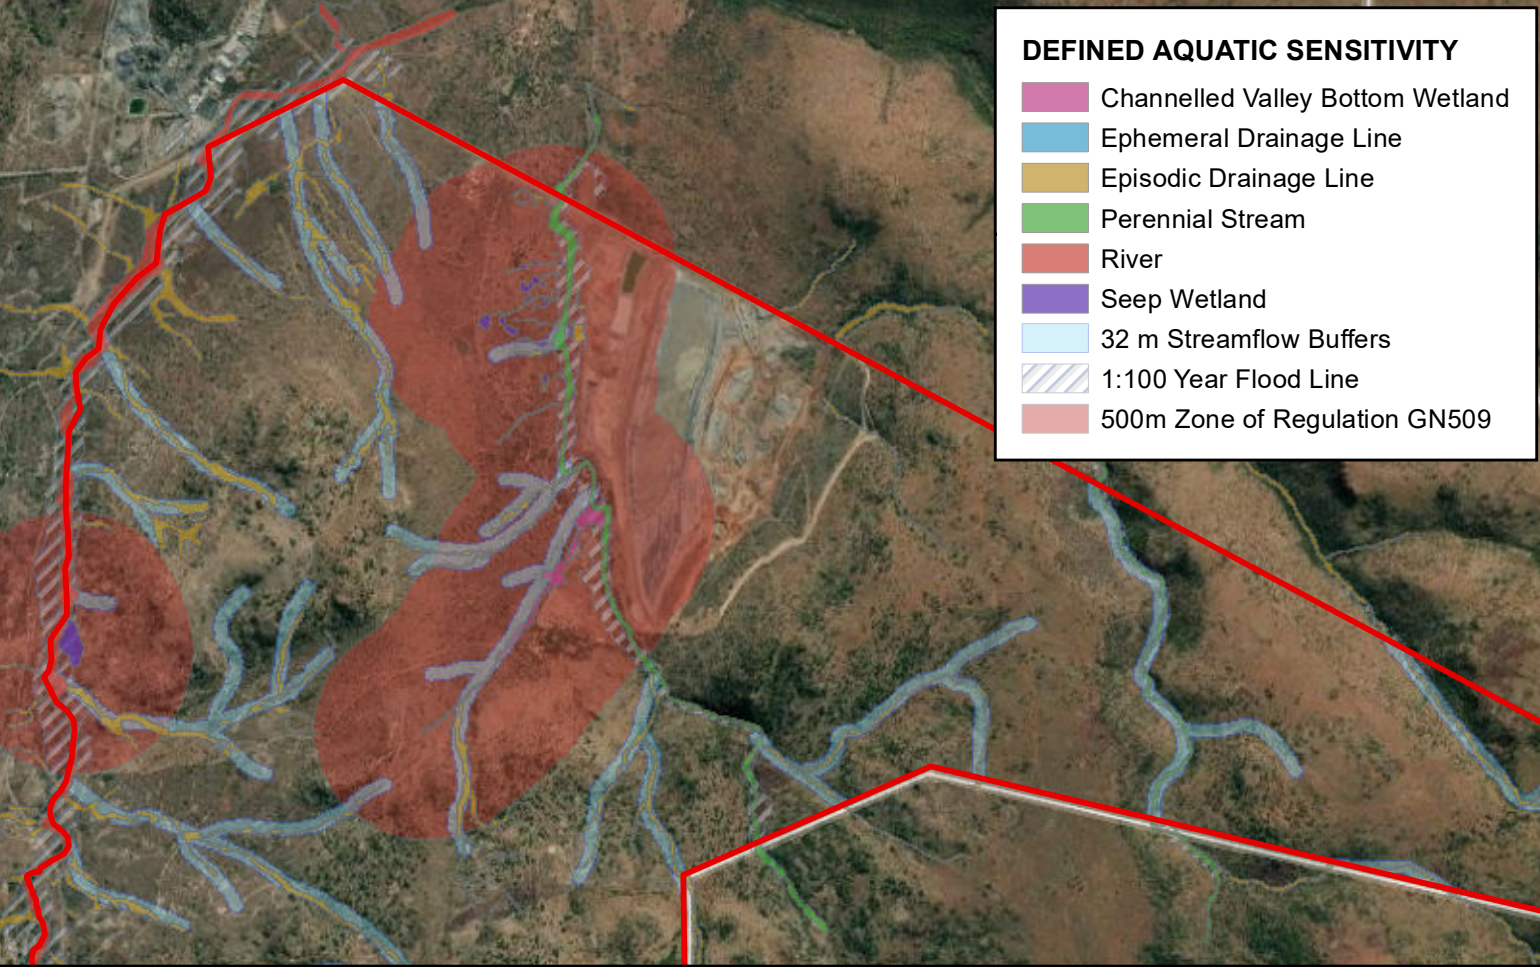 DEFINED AQUATIC SENSITIVITY
Channelled Valley Bottom Wetland
Ephemeral Drainage Line
Episodic Drainage Line
Perennial Stream
River
Seep Wetland
32 m Streamflow Buffers
1:100 Year Flood Line
500m Zone of Regulation GN509